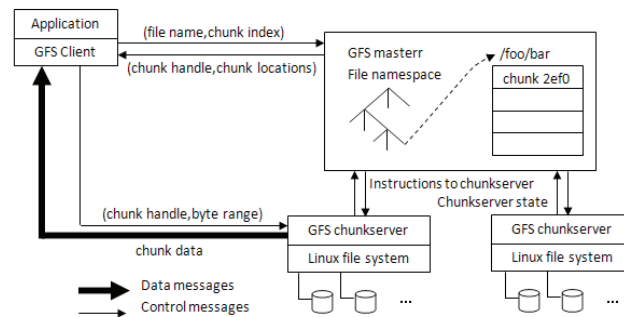 Application
GFS Client
(file name,chunk index)
(chunk handle,chunk locations)
GFS masterr
File namespace
/foo/bar
chunk 2ef0
Instructions to chunkserver
Chunkserver state
(chunk handle,byte range)
chunk data
GFS chunkserver
Linux file system
...
GFS chunkserver
Linux file system
...
Data messages
Control messages